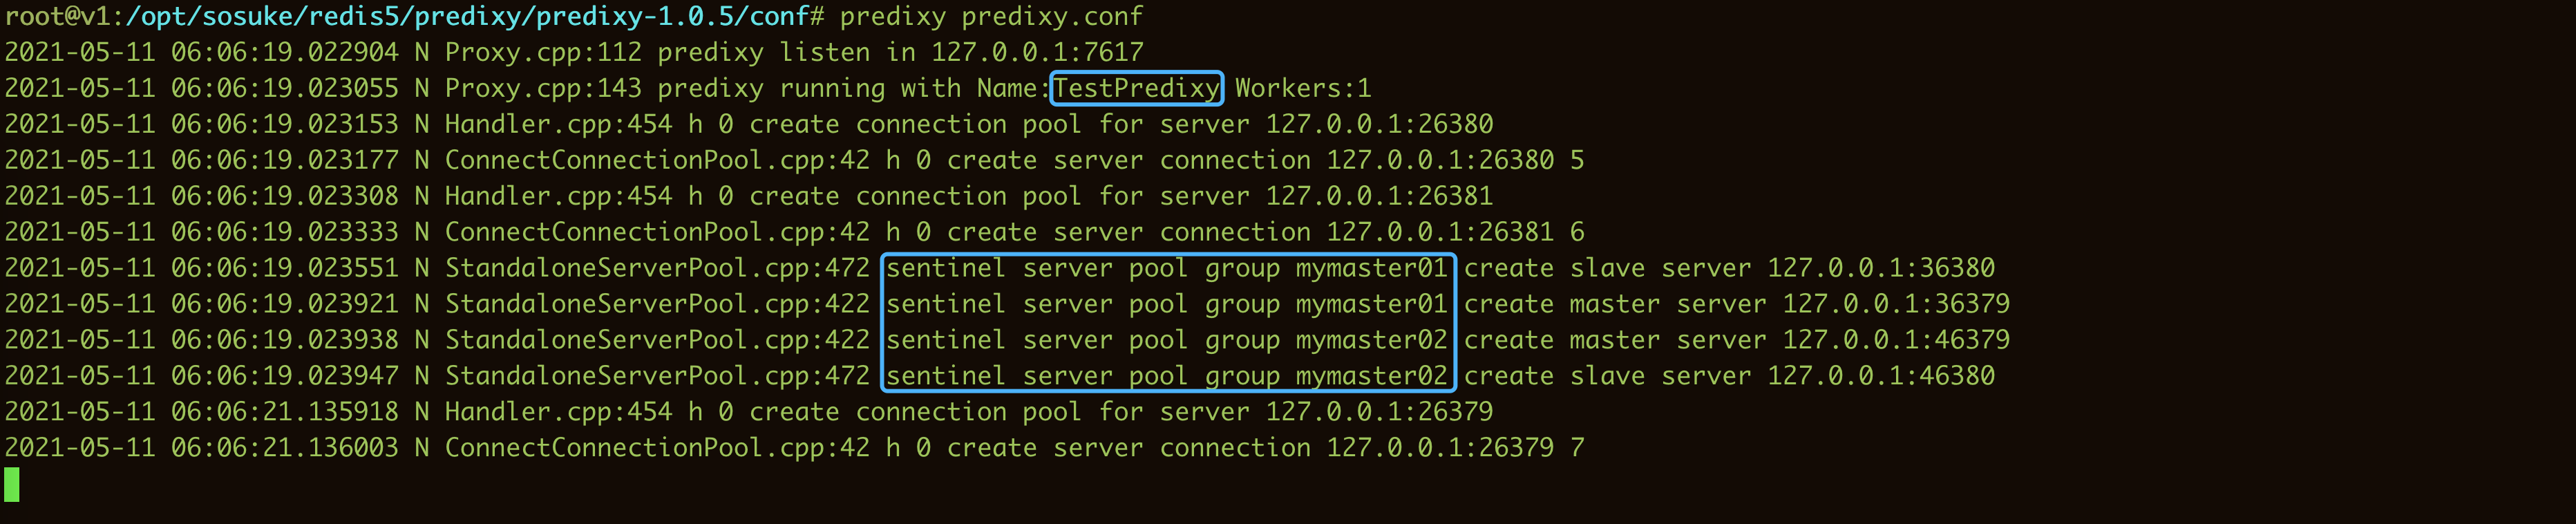 root@v1:/opt/sosuke/redis5/predixy/predixy-1.0.5/conf# predixy predixy.conf
2021-05-11 06:06:19.022904 N Proxy.cpp:112 predixy listen in 127.0.0.1:7617
2021-05-11 06:06:19.023055 N Proxy.cpp:143 predixy running with Name:TestPredixy Workers:1
2021-05-11 06:06:19.023153 N Handler.cpp:454 h 0 create connection pool for server 127.0.0.1:26380
2021-05-11 06:06:19.023177 N ConnectConnectionPool.cpp:42 h 0 create server connection 127.0.0.1:26380 5
2021-05-11 06:06:19.023308 N Handler.cpp:454 h 0 create connection pool for server 127.0.0.1:26381
2021-05-11 06:06:19.023333 N ConnectConnectionPool.cpp:42 h 0 create server connection 127.0.0.1:26381 6
2021-05-11 06:06:19.023551 N StandaloneServerPool.cpp:472 sentinel server pool group mymaster01 create slave server 127.0.0.1:36380
2021-05-11 06:06:19.023921 N StandaloneServerPool.cpp:422 sentinel server pool group mymaster01 create master server 127.0.0.1:36379
2021-05-11 06:06:19.023938 N StandaloneServerPool.cpp:422 sentinel server pool group mymaster02 create master server 127.0.0.1:46379
2021-05-11 06:06:19.023947 N StandaloneServerPool.cpp:472 sentinel server pool group mymaster02 create slave server 127.0.0.1:46380
2021-05-11 06:06:21.135918 N Handler.cpp:454 h 0 create connection pool for server 127.0.0.1:26379
2021-05-11 06:06:21.136003 N ConnectConnectionPool.cpp:42 h 0 create server connection 127.0.0.1:26379 7